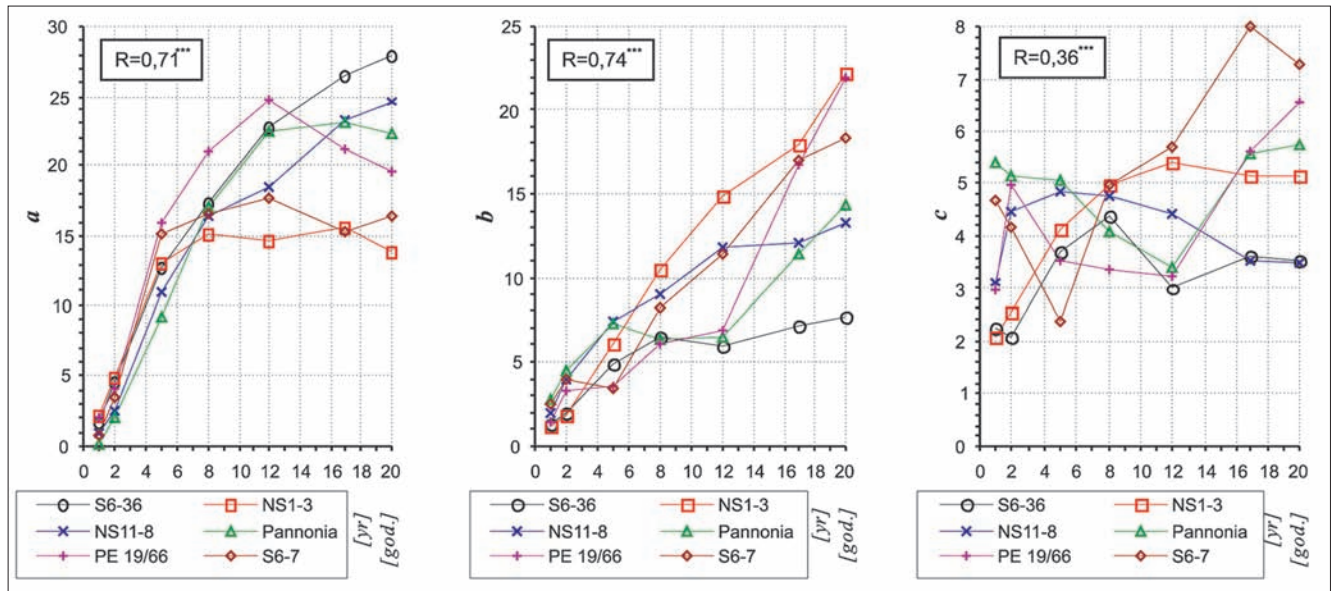 R=0,71***
a
30
25
20
15
10
5
0
0 2 4 6 8 10 12 14 16 18 20
S6-36 NS1-3
NS11-8 Pannonia
PE 19/66 S6-7
[yr]
[god.]
R=0,74***
b
25
20
15
10
5
0
0 2 4 6 8 10 12 14 16 18 20
S6-36 NS1-3
NS11-8 Pannonia
PE 19/66 S6-7
[yr]
[god.]
R=0,36***
c
8
7
6
5
4
3
2
1
0
0 2 4 6 8 10 12 14 16 18 20
S6-36 NS1-3
NS11-8 Pannonia
PE 19/66 S6-7
[yr]
[god.]